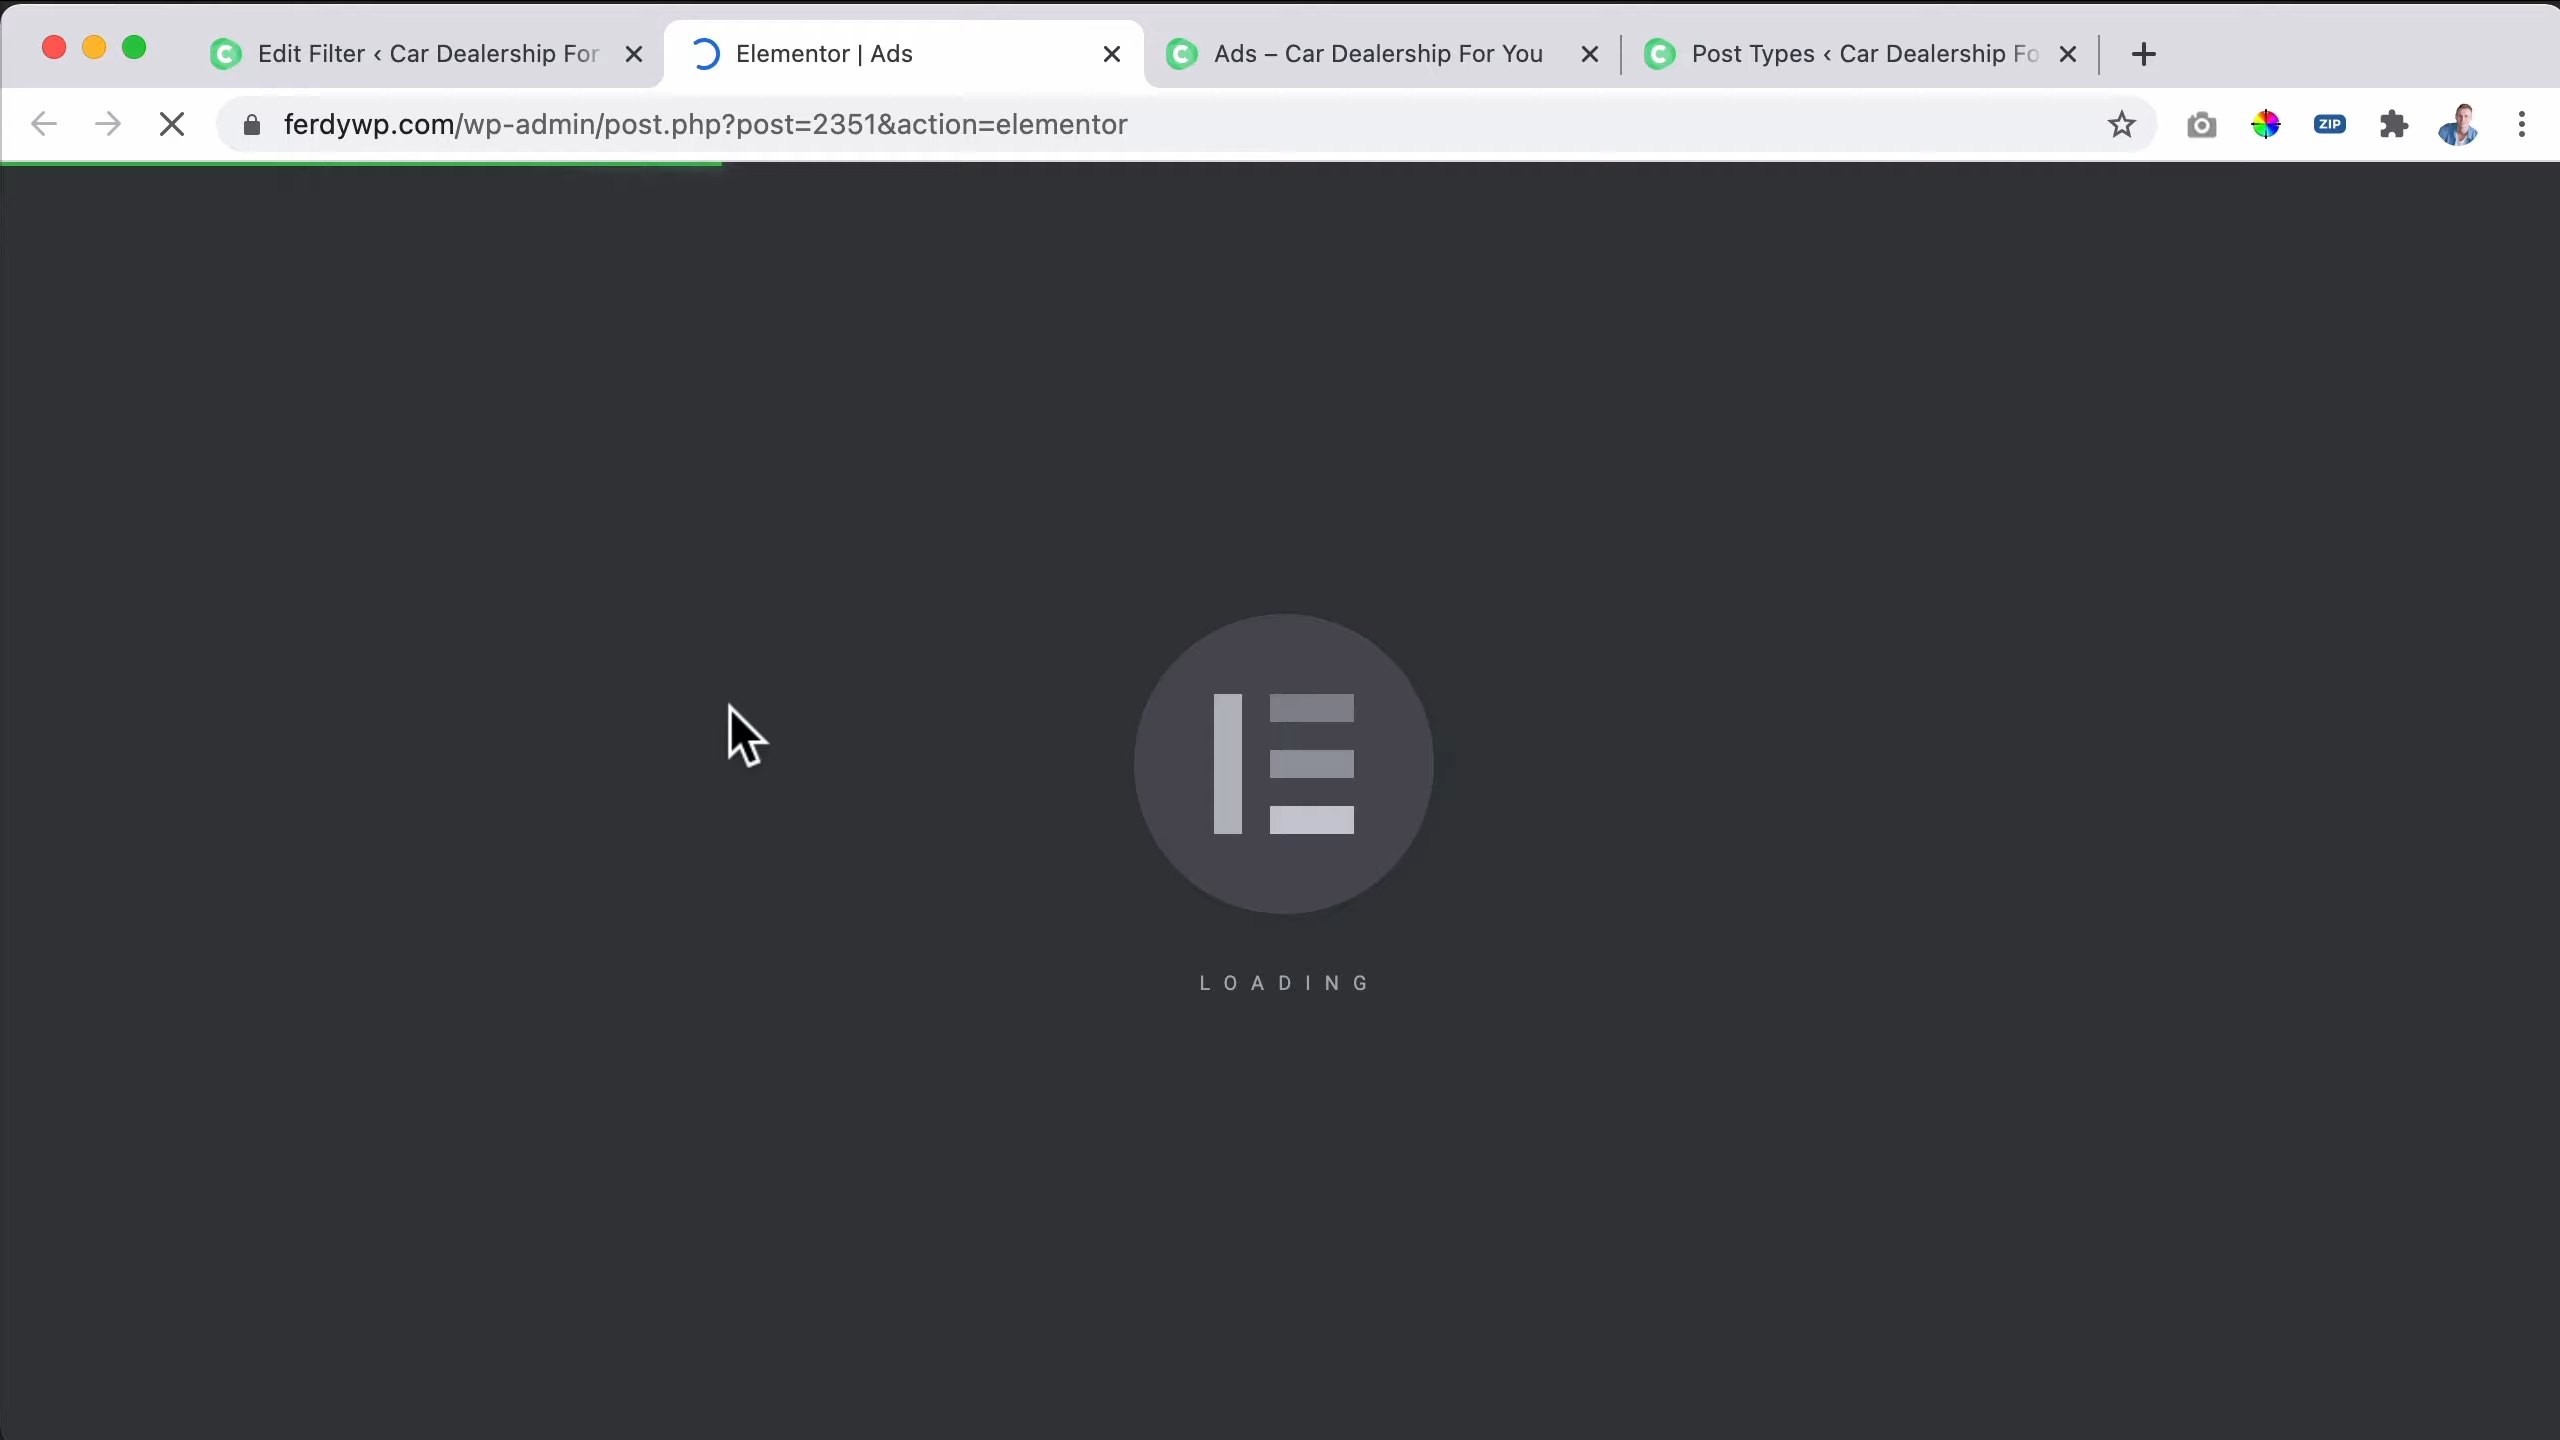 Edit Filter ‹ Car Dealership For
Elementor | Ads
Ads – Car Dealership For You
Post Types ‹ Car Dealership Fo
ferdywp.com/wp-admin/post.php?post=2351&action=elementor
ZIP
LOADING